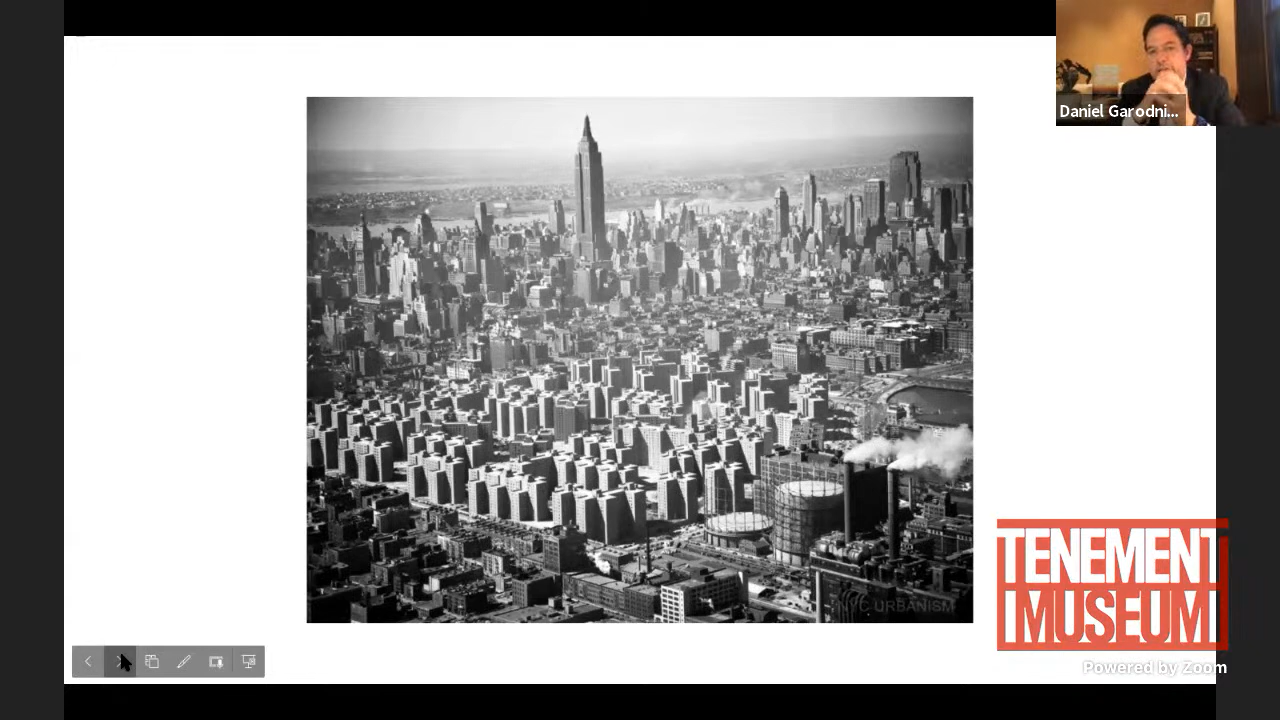 Daniel Garodni...
NYC URBANISM
TENEMENT
MUSEUM
Powered by Zoom